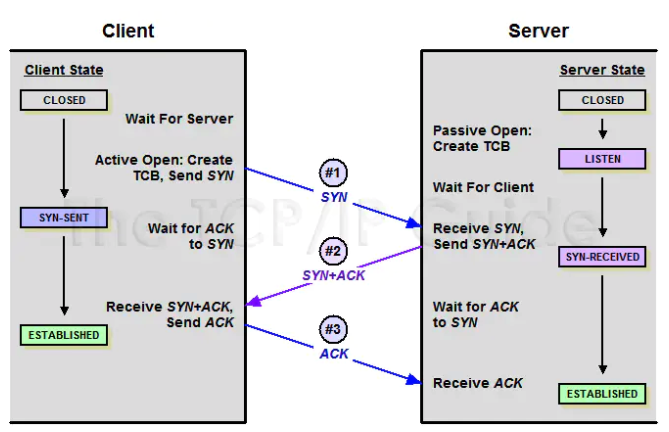 Client
Server
Client State
CLOSED
Wait For Server
Active Open: Create
TCB, Send SYN
SYN-SENT
Wait for ACK
to SYN
Receive SYN+ACK,
Send ACK
ESTABLISHED
#1
SYN
#2
SYN+ACK
#3
ACK
Server State
CLOSED
Passive Open:
Create TCB
LISTEN
Wait For Client
Receive SYN,
Send SYN+ACK
SYN-RECEIVED
Wait for ACK
to SYN
Receive ACK
ESTABLISHED
The TCP/IP Guide